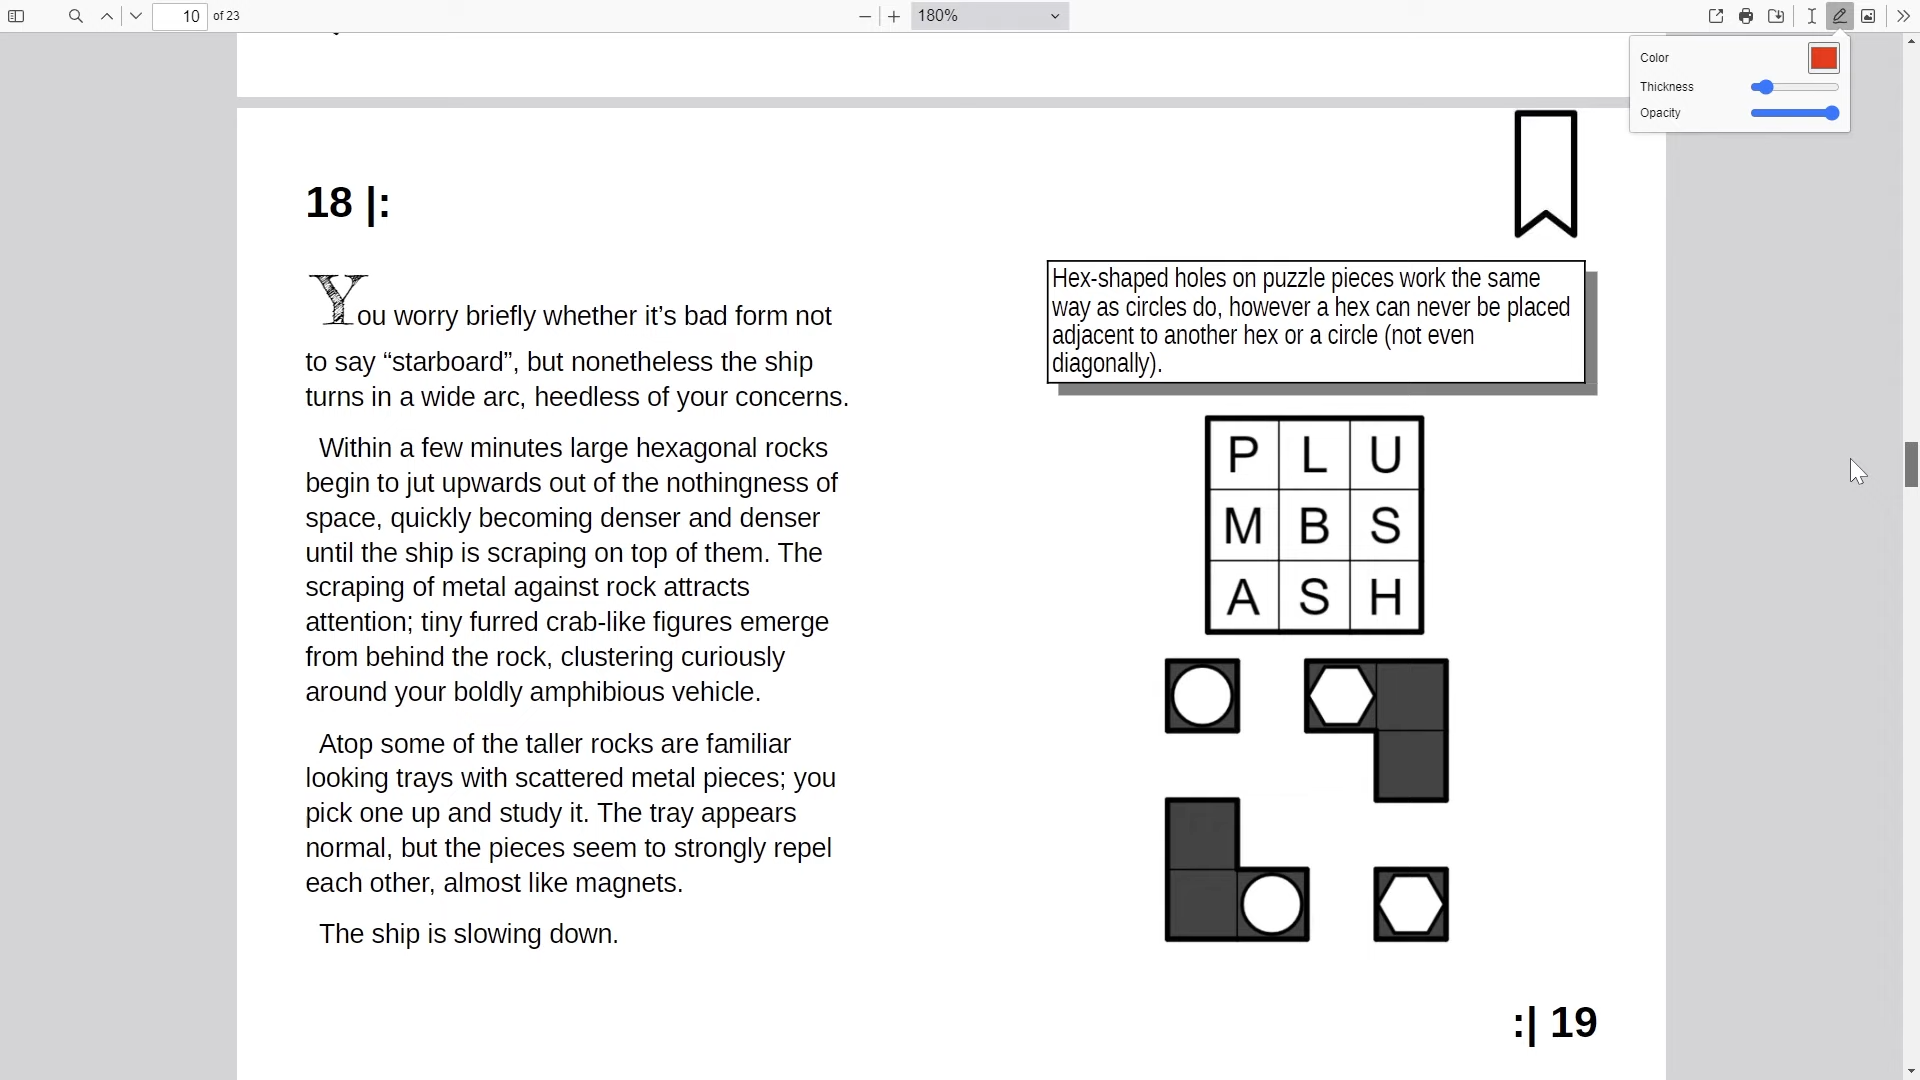 10 of 23
180%
Color
Thickness
Opacity
18 |:
You worry briefly whether it’s bad form not
to say “starboard”, but nonetheless the ship
turns in a wide arc, heedless of your concerns.
Within a few minutes large hexagonal rocks
begin to jut upwards out of the nothingness of
space, quickly becoming denser and denser
until the ship is scraping on top of them. The
scraping of metal against rock attracts
attention; tiny furred crab-like figures emerge
from behind the rock, clustering curiously
around your boldly amphibious vehicle.
Atop some of the taller rocks are familiar
looking trays with scattered metal pieces; you
pick one up and study it. The tray appears
normal, but the pieces seem to strongly repel
each other, almost like magnets.
The ship is slowing down.
Hex-shaped holes on puzzle pieces work the same
way as circles do, however a hex can never be placed
adjacent to another hex or a circle (not even
diagonally).
P L U
M B S
A S H
:| 19